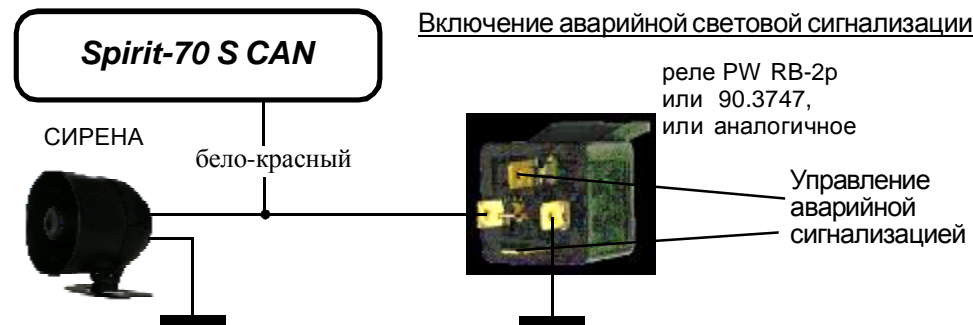 Включение аварийной световой сигнализации
Spirit-70 S CAN
реле PW RB-2p
или 90.3747,
или аналогичное
СИРЕНА
бело-красный
Управление
аварийной
сигнализацией